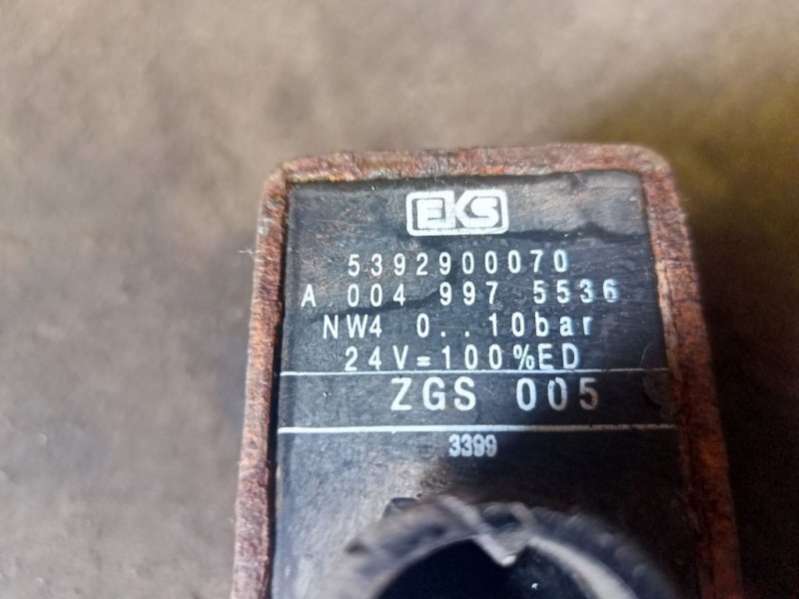 EKS
5392900070
A 004 997 5536
NW4 0..10bar
24V=100%ED
ZGS 005
3399